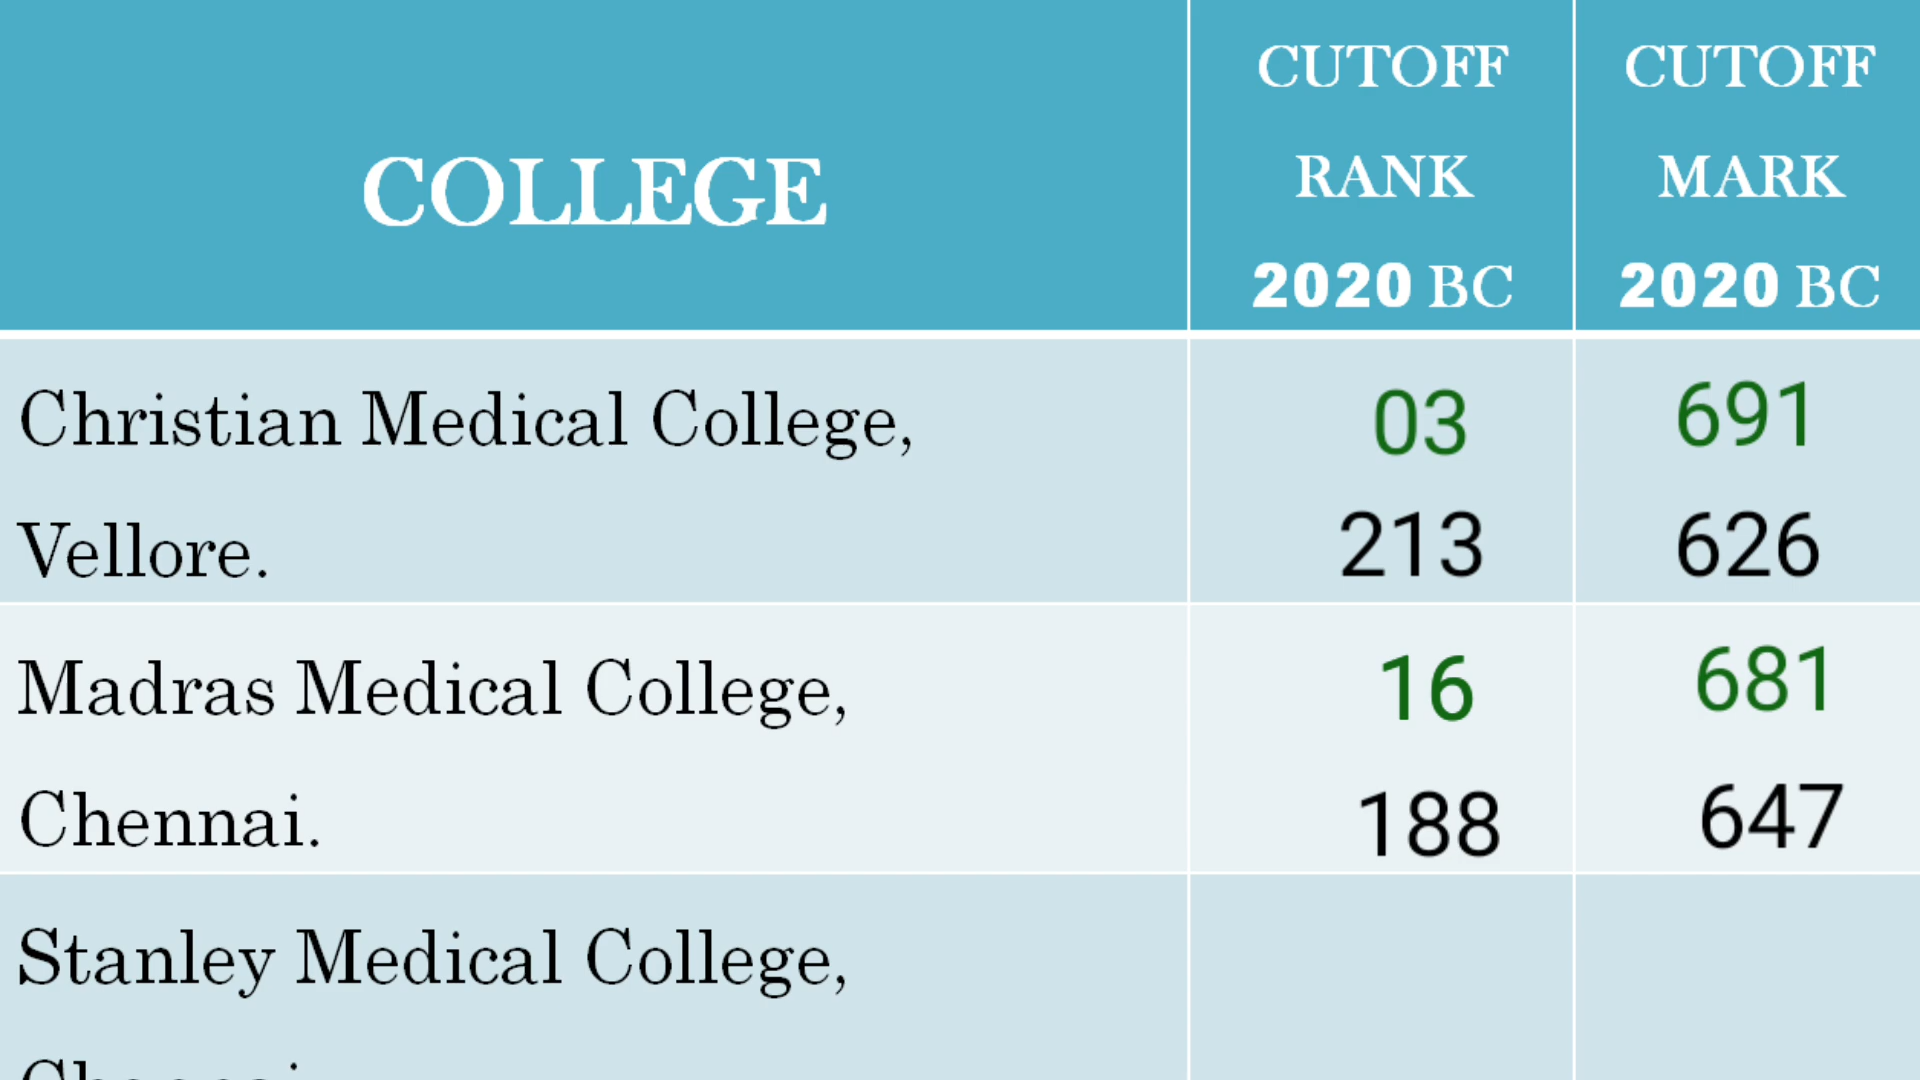 COLLEGE
CUTOFF
RANK
2020 BC
CUTOFF
MARK
2020 BC
Christian Medical College,
Vellore.
03
213
691
626
Madras Medical College,
Chennai.
16
188
681
647
Stanley Medical College,